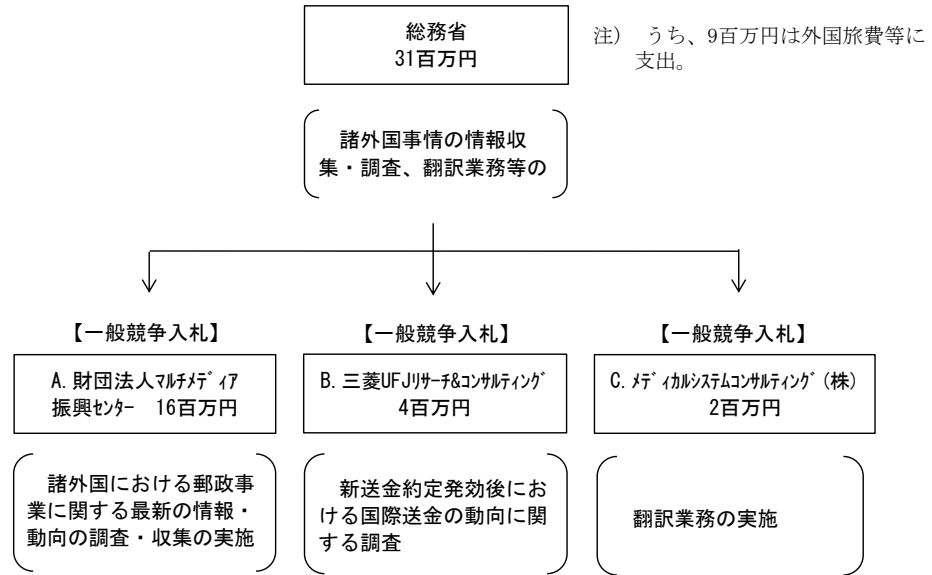 総務省
31百万円
注)　うち、9百万円は外国旅費等に
支出。
諸外国事情の情報収
集・調査、翻訳業務等の
【一般競争入札】
A.財団法人ﾏﾙﾁﾒﾃﾞｨｱ
振興ｾﾝﾀｰ　16百万円
諸外国における郵政事
業に関する最新の情報・
動向の調査・収集の実施
【一般競争入札】
B.三菱UFJﾘｻｰﾁ&ｺﾝｻﾙﾃｨﾝｸﾞ
4百万円
新送金約定発効後にお
ける国際送金の動向に関
する調査
【一般競争入札】
C.ﾒﾃﾞｨｶﾙｼｽﾃﾑｺﾝｻﾙﾃｨﾝｸﾞ(株)
2百万円
翻訳業務の実施